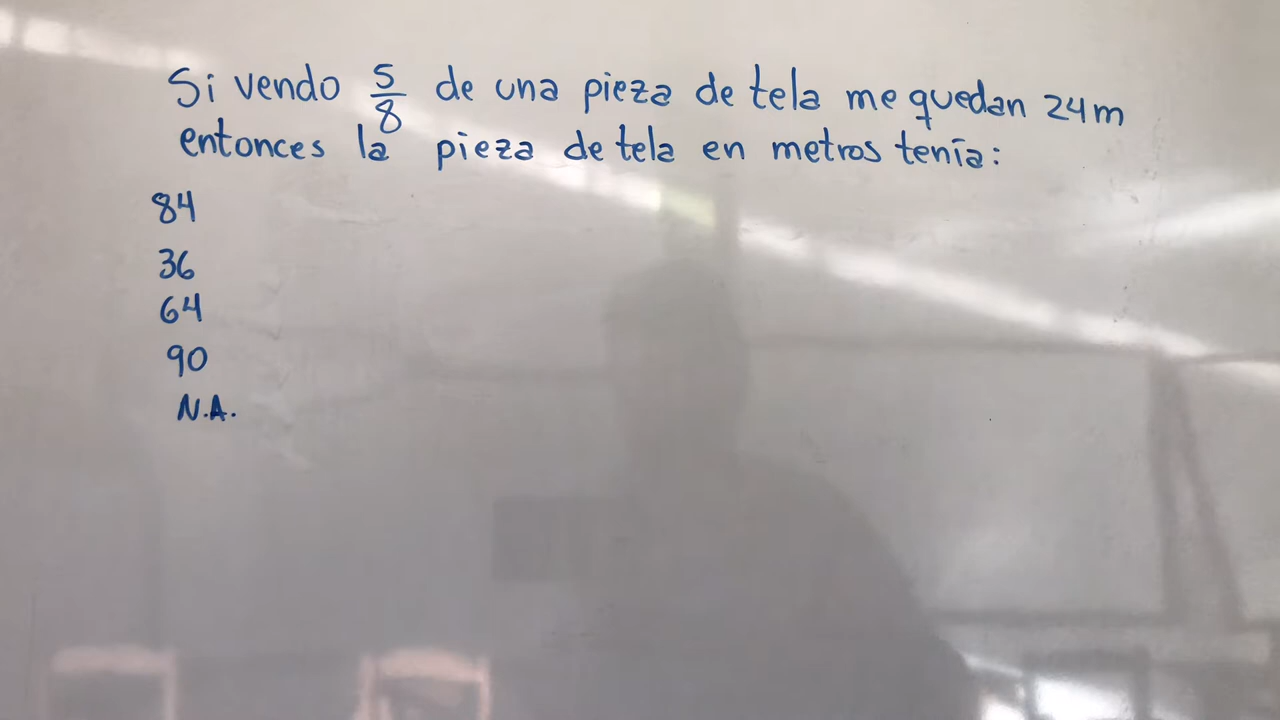 Si vendo 5/8 de una pieza de tela me quedan 24m
entonces la pieza de tela en metros tenía:
84
36
64
90
N.A.